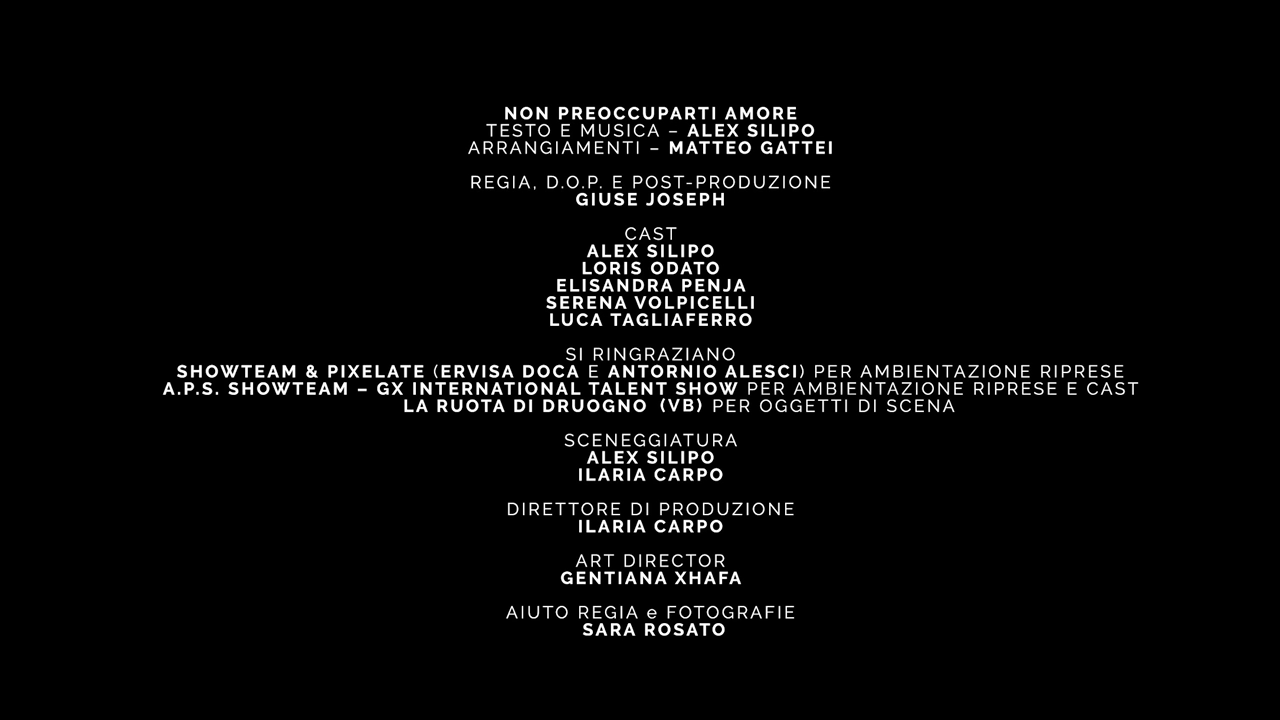 NON PREOCCUPARTI AMORE
TESTO E MUSICA – ALEX SILIPO
ARRANGIAMENTI – MATTEO GATTEI
REGIA, D.O.P. E POST-PRODUZIONE
GIUSE JOSEPH
CAST
ALEX SILIPO
LORIS ODATO
ELISANDRA PENJA
SERENA VOLPICELLI
LUCA TAGLIAFERRO
SI RINGRAZIANO
SHOWTEAM & PIXELATE (ERVISA DOCA E ANTORNIO ALESCI) PER AMBIENTAZIONE RIPRESE
A.P.S. SHOWTEAM – GX INTERNATIONAL TALENT SHOW PER AMBIENTAZIONE RIPRESE E CAST
LA RUOTA DI DRUOGNO (VB) PER OGGETTI DI SCENA
SCENEGGIATURA
ALEX SILIPO
ILARIA CARPO
DIRETTORE DI PRODUZIONE
ILARIA CARPO
ART DIRECTOR
GENTIANA XHAFA
AIUTO REGIA e FOTOGRAFIE
SARA ROSATO